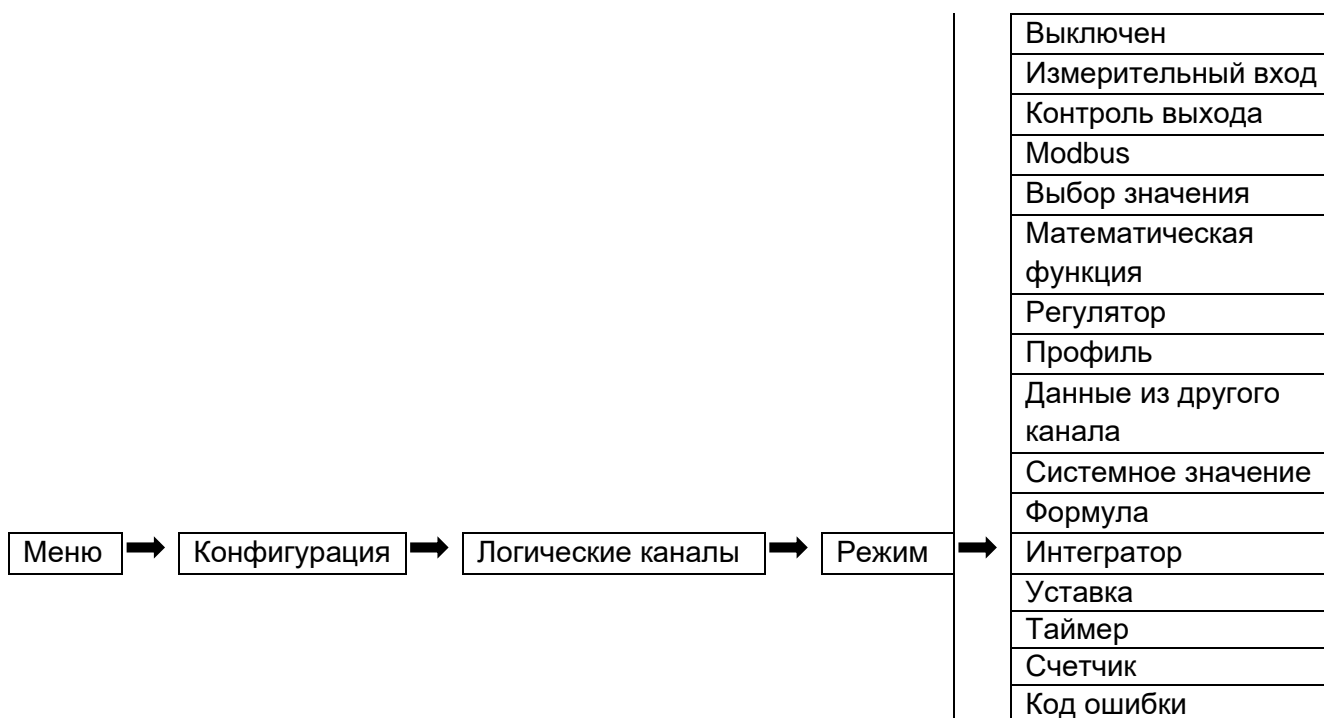 Выключен
Измерительный вход
Контроль выхода
Modbus
Выбор значения
Математическая
функция
Регулятор
Профиль
Данные из другого
канала
Системное значение
Формула
Меню Конфигурация Логические каналы Режим Интегратор
Уставка
Таймер
Счетчик
Код ошибки